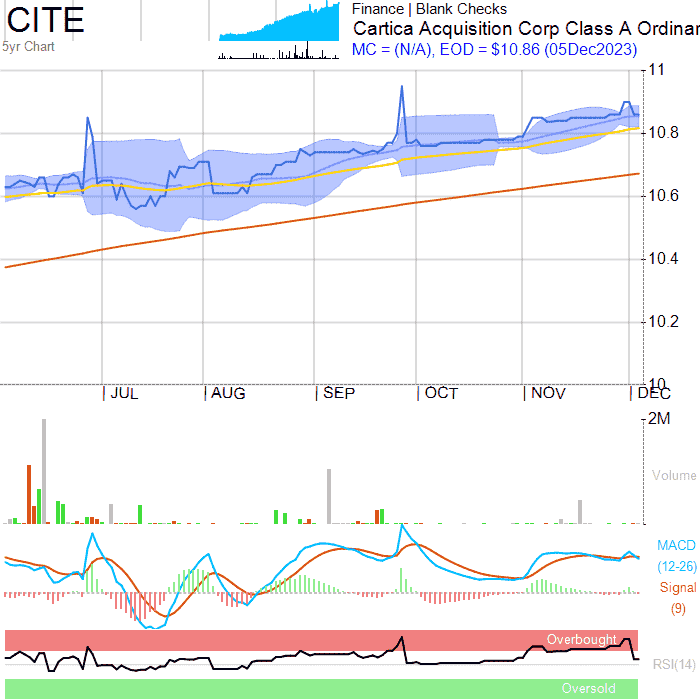 CITE
5yr Chart
Finance | Blank Checks
Cartica Acquisition Corp Class A Ordinar
MC = (N/A), EOD = $10.86 (05Dec2023)
11
10.8
10.6
10.4
10.2
10
JUL AUG SEP OCT NOV DEC
2M
Volume
MACD
(12-26)
Signal
(9)
Overbought
RSI(14)
Oversold